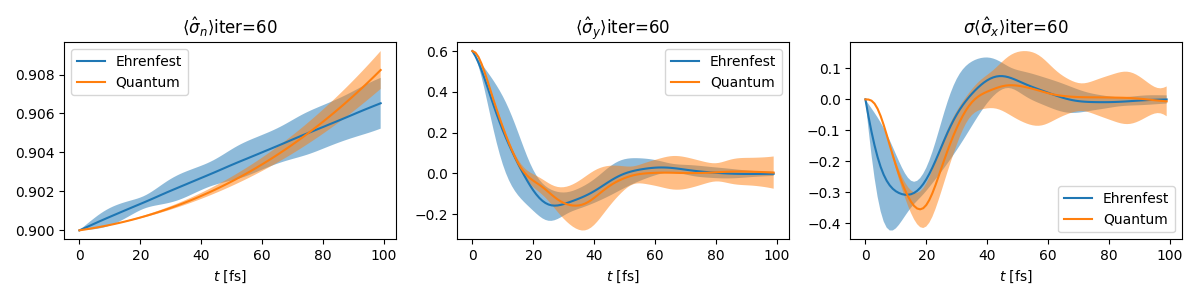 ⟨σ̂ₙ⟩iter=60
0.908
0.906
0.904
0.902
0.900
Ehrenfest
Quantum
0 20 40 60 80 100
t [fs]
⟨σ̂ᵧ⟩iter=60
0.6
0.4
0.2
0.0
−0.2
Ehrenfest
Quantum
0 20 40 60 80 100
t [fs]
σ⟨σ̂ₓ⟩iter=60
0.1
0.0
−0.1
−0.2
−0.3
−0.4
Ehrenfest
Quantum
0 20 40 60 80 100
t [fs]